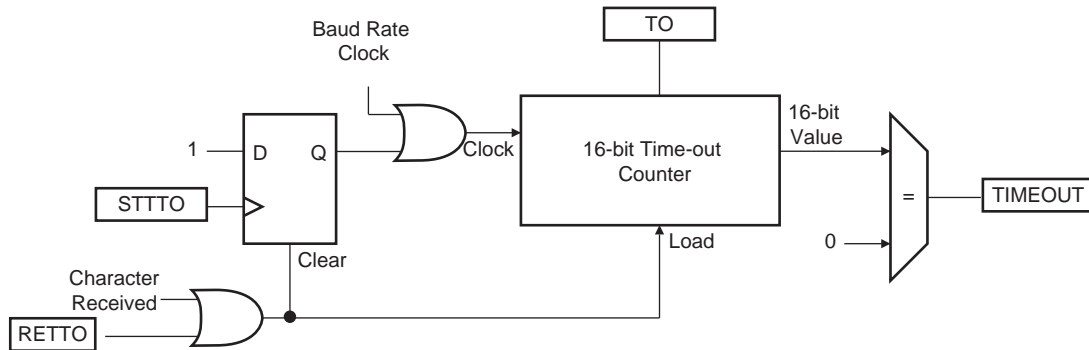 TO
Baud Rate
Clock
16-bit
Value
1
D
Q
Clock
16-bit Time-out
Counter
STTTO
=
TIMEOUT
Clear
Load
0
Character
Received
RETTO